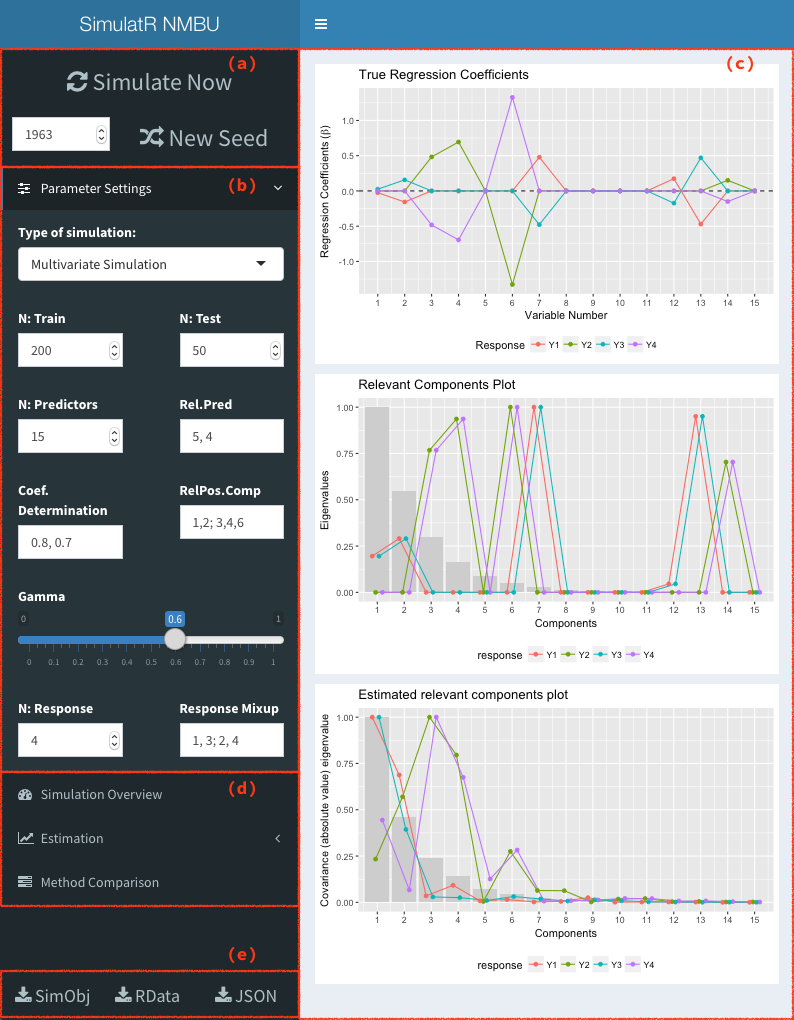 SimulatR NMBU
(a)
Simulate Now
1963 New Seed
Parameter Settings (b)
Type of simulation:
Multivariate Simulation
N: Train N: Test
200 50
N: Predictors Rel.Pred
15 5, 4
Coef. Determination RelPos.Comp
0.8, 0.7 1,2; 3,4,6
Gamma
0 0.6 1
0 0.1 0.2 0.3 0.4 0.5 0.6 0.7 0.8 0.9 1
N: Response Response Mixup
4 1, 3; 2, 4
(d)
Simulation Overview
Estimation
Method Comparison
(e)
SimObj RData JSON
(c)
True Regression Coefficients
Regression Coefficients (β)
1.0
0.5
0.0
-0.5
-1.0
1 2 3 4 5 6 7 8 9 10 11 12 13 14 15
Variable Number
Response Y1 Y2 Y3 Y4
Relevant Components Plot
Eigenvalues
1.00
0.75
0.50
0.25
0.00
1 2 3 4 5 6 7 8 9 10 11 12 13 14 15
Components
response Y1 Y2 Y3 Y4
Estimated relevant components plot
Covariance (absolute value) eigenvalue
1.00
0.75
0.50
0.25
0.00
1 2 3 4 5 6 7 8 9 10 11 12 13 14 15
Components
response Y1 Y2 Y3 Y4